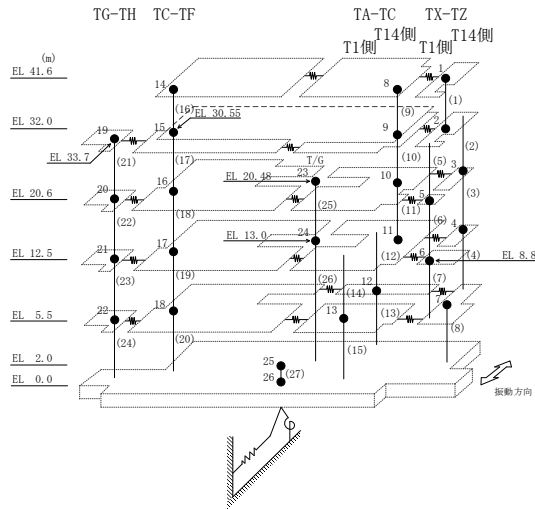 TG-TH TC-TF TA-TC TX-TZ
T1側 T14側 T1側 T14側
(m)
EL 41.6
14 8 1
(16) (9) (1)
EL 30.55
EL 32.0
19 15 9 2
(21) (17) (10) (2)
EL 33.7
T/G
EL 20.48 23
16 10 (5) 3
EL 20.6
20 (18) (25) (11) 5 (3)
(22)
EL 13.0 24
17 11 (6) 4
EL 12.5
21 (19) (12) 6 (4) EL 8.8
(23) (26) 12 (7)
(14)
EL 5.5
22 18 13 (13) 7
(24) (20) (15) (8)
EL 2.0
25
EL 0.0
26 (27)
振動方向